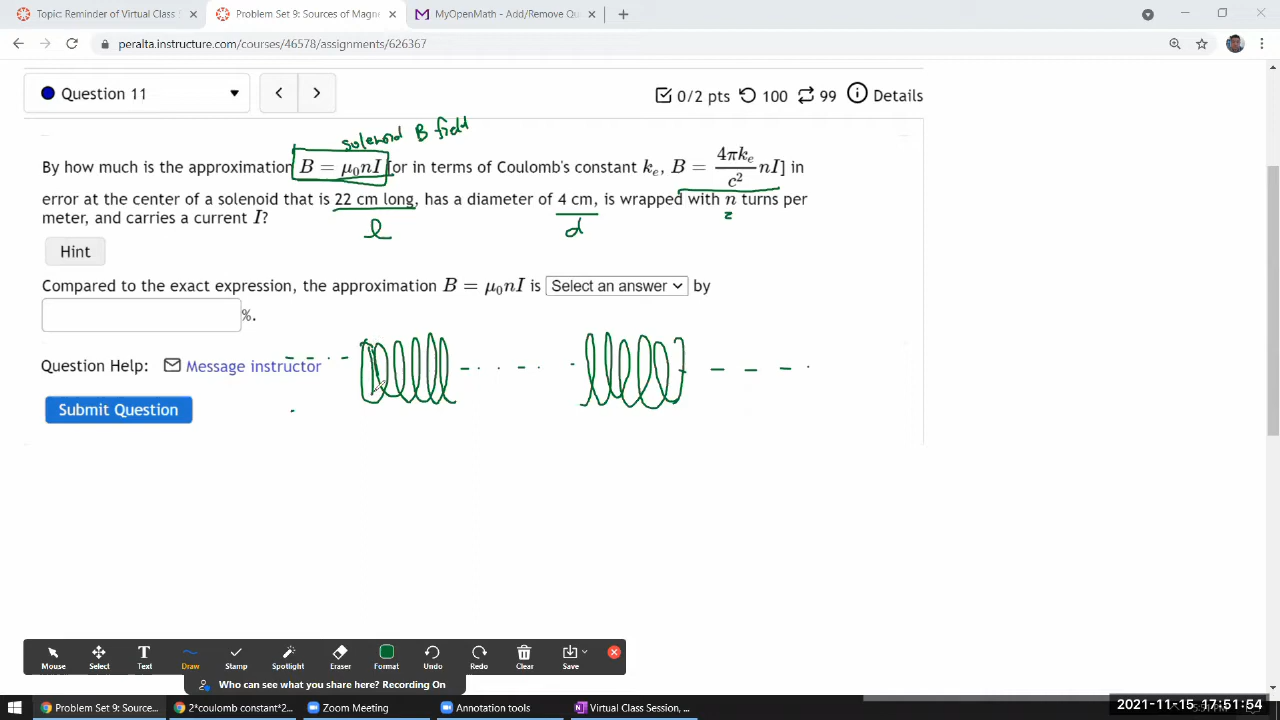 Topic: Reminder of Virtual Class
Problem Set 9: Sources of Magne
MyOpenMath - Add/Remove Qu
peralta.instructure.com/courses/46578/assignments/626367
Question 11
0/2 pts 100 99 Details
solenoid B field
By how much is the approximation B = μ₀nI [or in terms of Coulomb's constant kₑ, B = 4πkₑ/c² nI] in
error at the center of a solenoid that is 22 cm long, has a diameter of 4 cm, is wrapped with n turns per
meter, and carries a current I?
l d
Hint
Compared to the exact expression, the approximation B = μ₀nI is Select an answer by
%.
Question Help: Message instructor
Submit Question
Mouse Select Text Draw Stamp Spotlight Eraser Format Undo Redo Clear Save
Who can see what you share here? Recording On
Problem Set 9: Source... 2*coulomb constant*2... Zoom Meeting Annotation tools Virtual Class Session, ...
2021-11-15 17:51:54